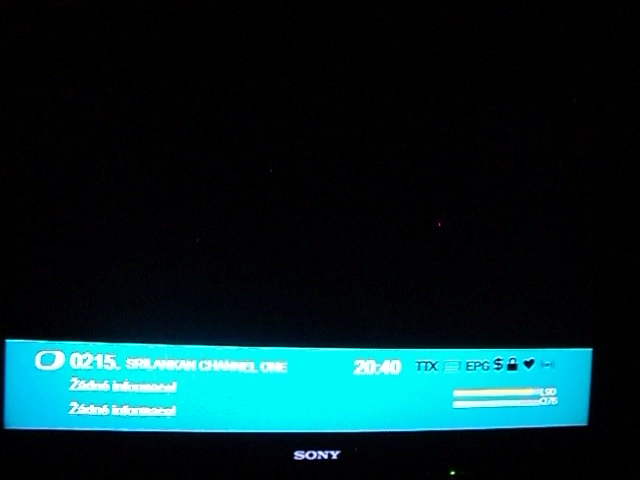 0215. SRILANKAN CHANNEL ONE 20:40 TTX EPG $
Žádné informace!
Žádné informace!
SONY